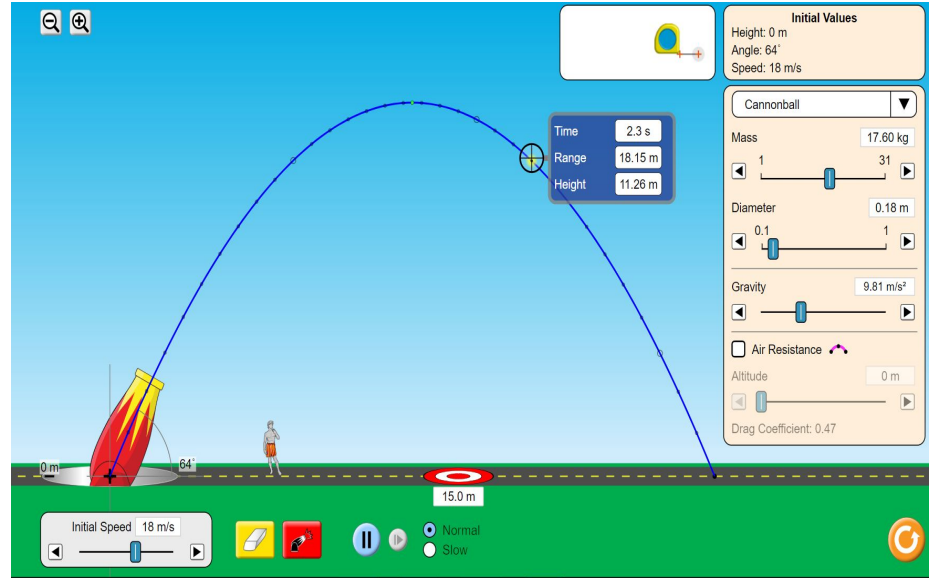 Initial Values
Height: 0 m
Angle: 64°
Speed: 18 m/s
Cannonball
Mass 17.60 kg
1 31
Diameter 0.18 m
0.1 1
Gravity 9.81 m/s²
Air Resistance
Altitude 0 m
Drag Coefficient: 0.47
Time 2.3 s
Range 18.15 m
Height 11.26 m
0 m
64°
15.0 m
Initial Speed 18 m/s
Normal
Slow